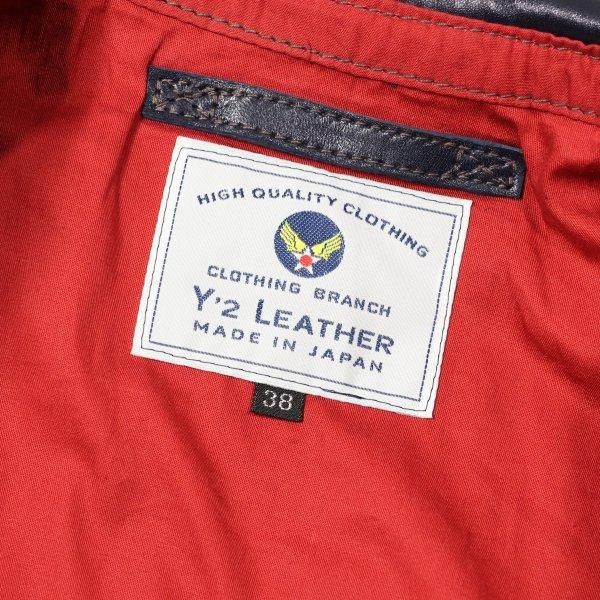 HIGH QUALITY CLOTHING
CLOTHING BRANCH
Y'2 LEATHER
MADE IN JAPAN
38